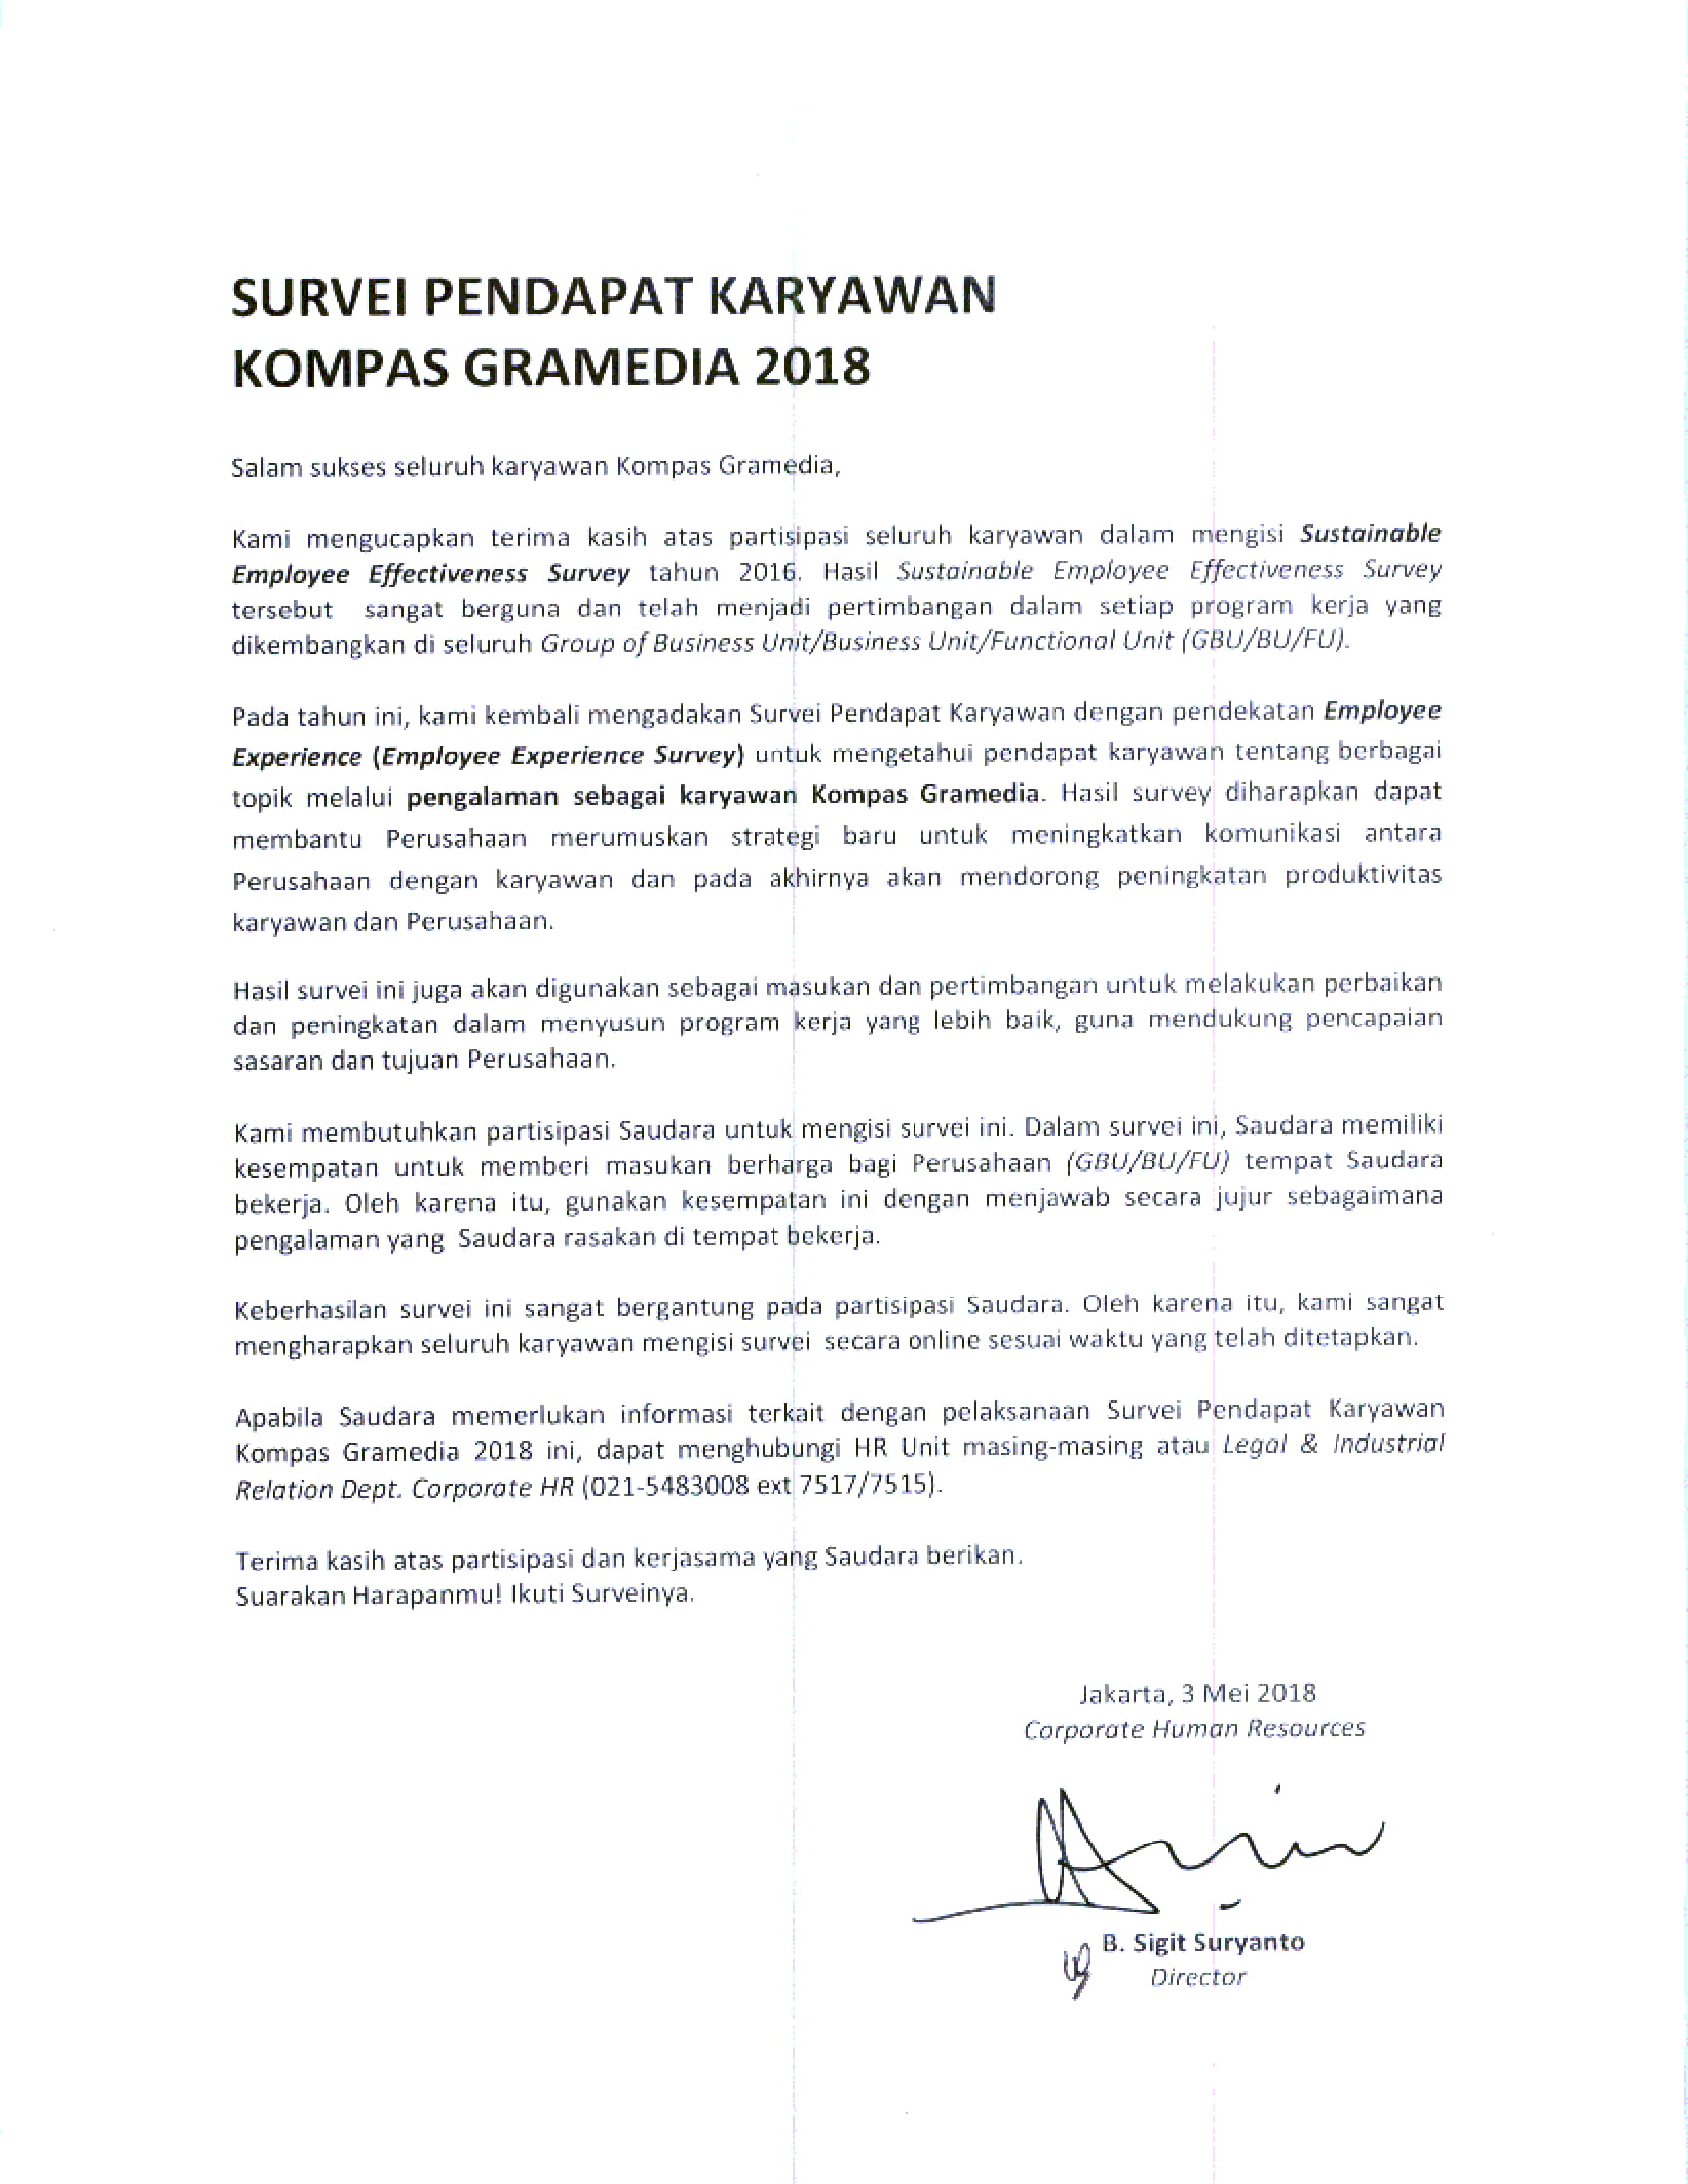 SURVEI PENDAPAT KARYAWAN
KOMPAS GRAMEDIA 2018
Salam sukses seluruh karyawan Kompas Gramedia,
Kami mengucapkan terima kasih atas partisipasi seluruh karyawan dalam mengisi Sustainable
Employee Effectiveness Survey tahun 2016. Hasil Sustainable Employee Effectiveness Survey
tersebut sangat berguna dan telah menjadi pertimbangan dalam setiap program kerja yang
dikembangkan di seluruh Group of Business Unit/Business Unit/Functional Unit (GBU/BU/FU).
Pada tahun ini, kami kembali mengadakan Survei Pendapat Karyawan dengan pendekatan Employee
Experience (Employee Experience Survey) untuk mengetahui pendapat karyawan tentang berbagai
topik melalui pengalaman sebagai karyawan Kompas Gramedia. Hasil survey diharapkan dapat
membantu Perusahaan merumuskan strategi baru untuk meningkatkan komunikasi antara
Perusahaan dengan karyawan dan pada akhirnya akan mendorong peningkatan produktivitas
karyawan dan Perusahaan.
Hasil survei ini juga akan digunakan sebagai masukan dan pertimbangan untuk melakukan perbaikan
dan peningkatan dalam menyusun program kerja yang lebih baik, guna mendukung pencapaian
sasaran dan tujuan Perusahaan.
Kami membutuhkan partisipasi Saudara untuk mengisi survei ini. Dalam survei ini, Saudara memiliki
kesempatan untuk memberi masukan berharga bagi Perusahaan (GBU/BU/FU) tempat Saudara
bekerja. Oleh karena itu, gunakan kesempatan ini dengan menjawab secara jujur sebagaimana
pengalaman yang Saudara rasakan di tempat bekerja.
Keberhasilan survei ini sangat bergantung pada partisipasi Saudara. Oleh karena itu, kami sangat
mengharapkan seluruh karyawan mengisi survei secara online sesuai waktu yang telah ditetapkan.
Apabila Saudara memerlukan informasi terkait dengan pelaksanaan Survei Pendapat Karyawan
Kompas Gramedia 2018 ini, dapat menghubungi HR Unit masing-masing atau Legal & Industrial
Relation Dept. Corporate HR (021-5483008 ext 7517/7515).
Terima kasih atas partisipasi dan kerjasama yang Saudara berikan.
Suarakan Harapanmu! Ikuti Surveinya.
Jakarta, 3 Mei 2018
Corporate Human Resources
B. Sigit Suryanto
Director